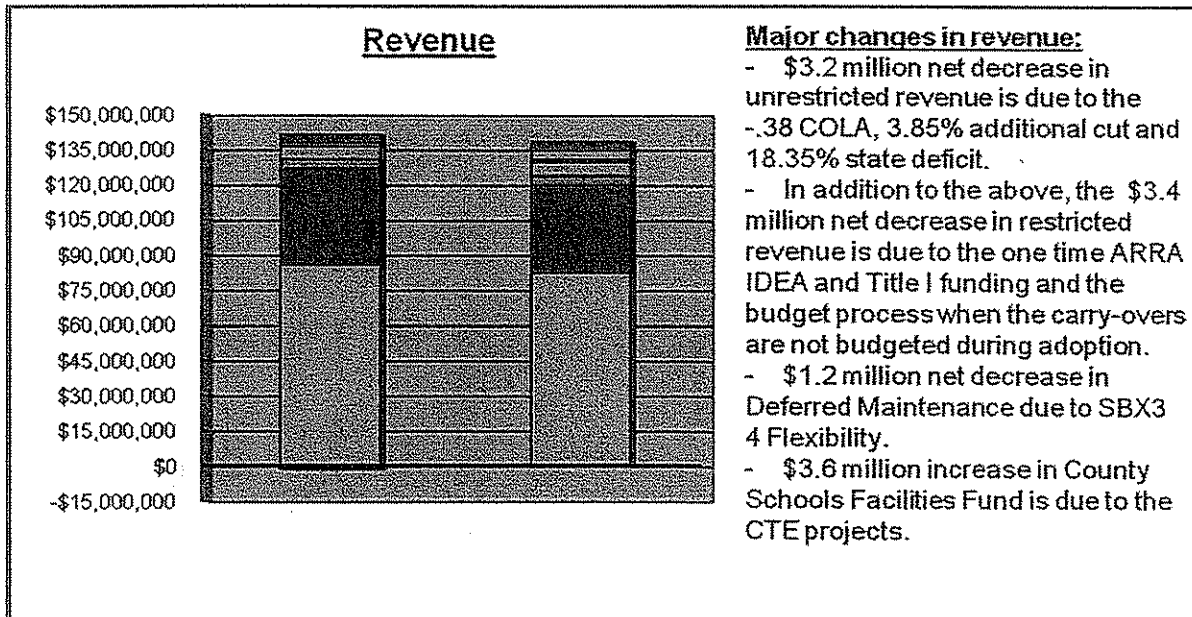 Revenue
$150,000,000
$135,000,000
$120,000,000
$105,000,000
$90,000,000
$75,000,000
$60,000,000
$45,000,000
$30,000,000
$15,000,000
$0
-$15,000,000
Major changes in revenue:
- $3.2 million net decrease in
unrestricted revenue is due to the
-.38 COLA, 3.85% additional cut and
18.35% state deficit.
- In addition to the above, the $3.4
million net decrease in restricted
revenue is due to the one time ARRA
IDEA and Title I funding and the
budget process when the carry-overs
are not budgeted during adoption.
- $1.2 million net decrease in
Deferred Maintenance due to SBX3
4 Flexibility.
- $3.6 million increase in County
Schools Facilities Fund is due to the
CTE projects.